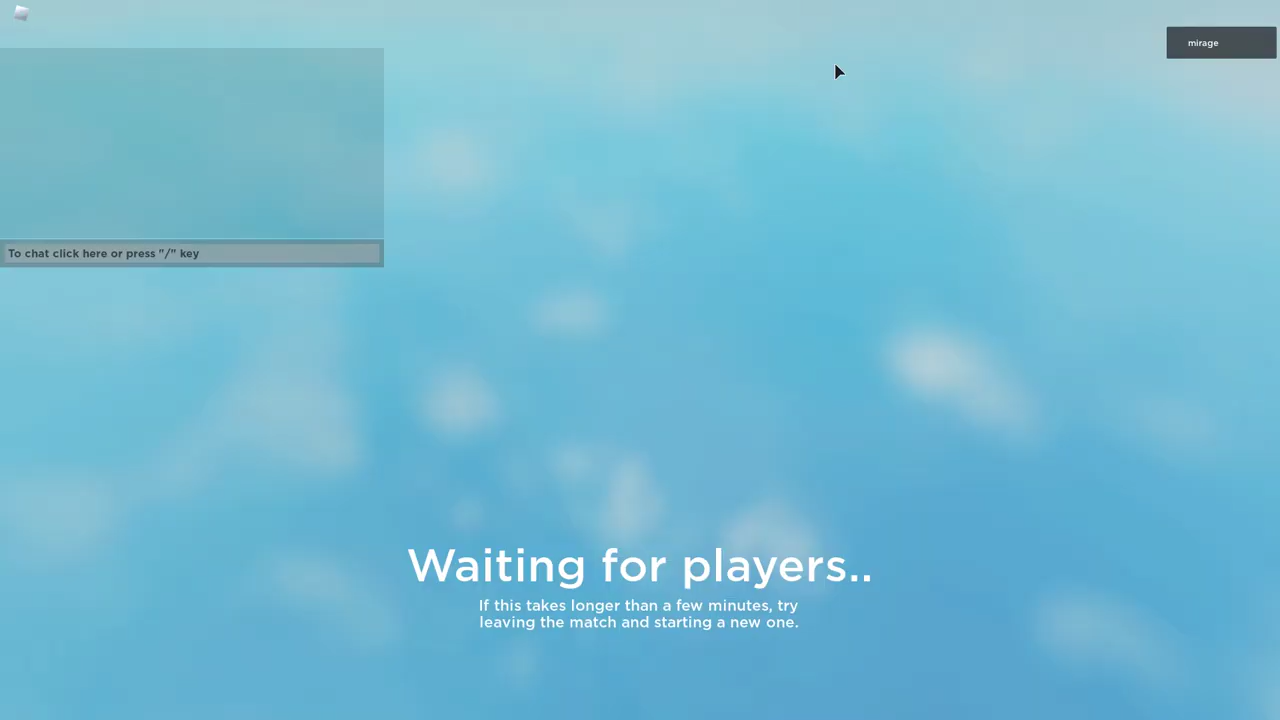 mirage
To chat click here or press "/" key
Waiting for players..
If this takes longer than a few minutes, try
leaving the match and starting a new one.